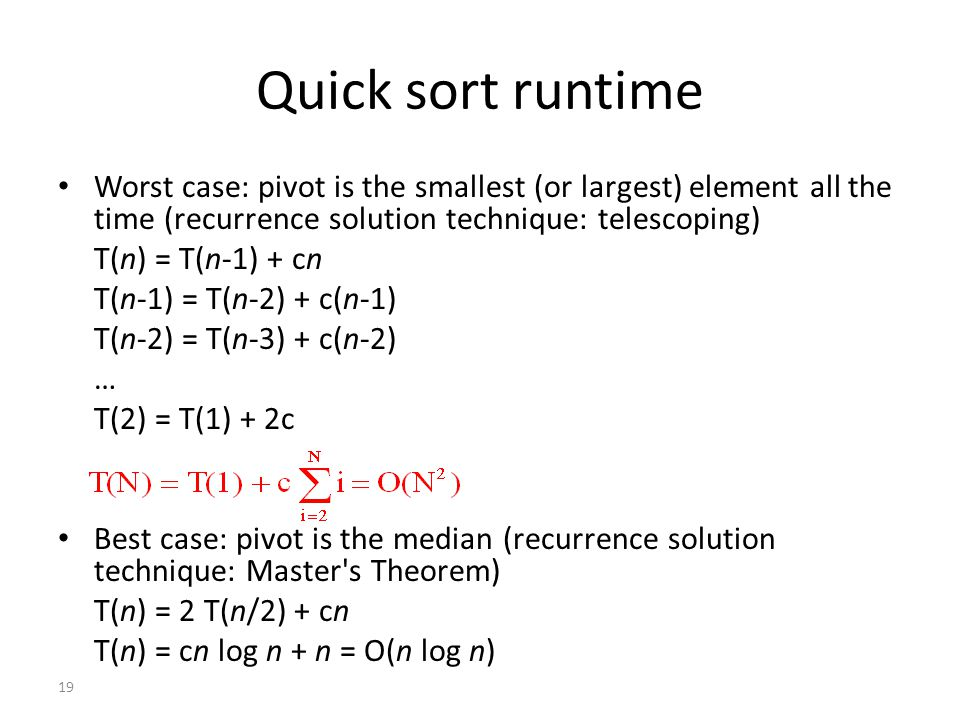 Quick sort runtime
• Worst case: pivot is the smallest (or largest) element all the
time (recurrence solution technique: telescoping)
T(n) = T(n-1) + cn
T(n-1) = T(n-2) + c(n-1)
T(n-2) = T(n-3) + c(n-2)
…
T(2) = T(1) + 2c
T(N) = T(1) + c ∑_{i=2}^{N} i = O(N²)
• Best case: pivot is the median (recurrence solution
technique: Master's Theorem)
T(n) = 2 T(n/2) + cn
T(n) = cn log n + n = O(n log n)
19